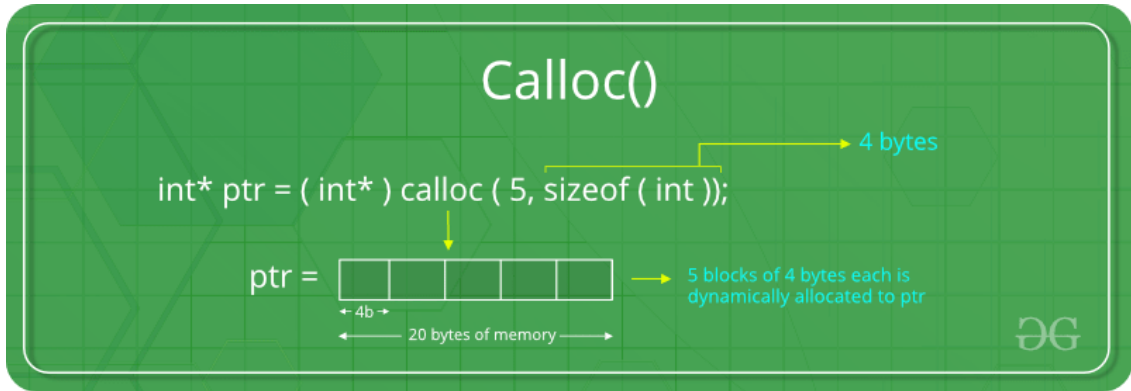 Calloc()
4 bytes
int* ptr = ( int* ) calloc ( 5, sizeof ( int ));
ptr =
5 blocks of 4 bytes each is
dynamically allocated to ptr
4b
20 bytes of memory